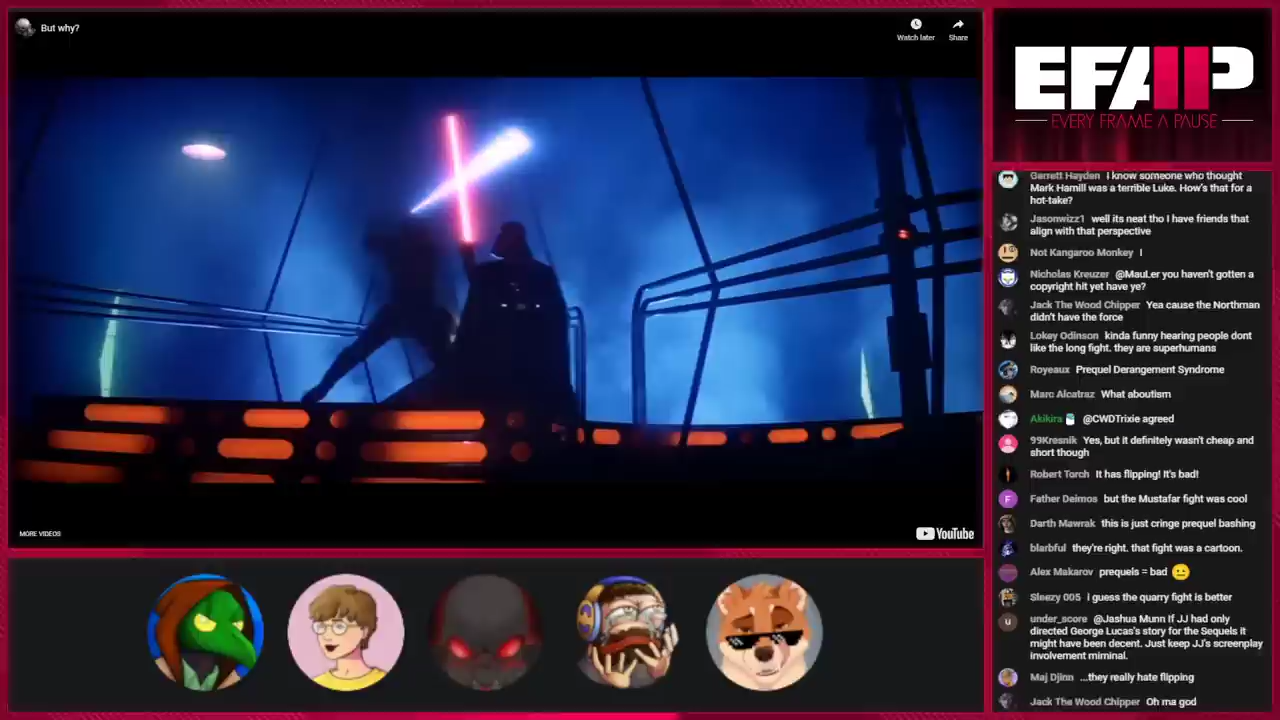 But why?
Watch later
Share
MORE VIDEOS
YouTube
EFAP
EVERY FRAME A PAUSE
Garrett Hayden I know someone who thought
Mark Hamill was a terrible Luke. How's that for a
hot-take?
Jasonwizz1 well its neat tho I have friends that
align with that perspective
Not Kangaroo Monkey I
Nicholas Kreuzer @MauLer you haven't gotten a
copyright hit yet have ye?
Jack The Wood Chipper Yea cause the Northman
didn't have the force
Lokey Odinson kinda funny hearing people dont
like the long fight. they are superhumans
Royeaux Prequel Derangement Syndrome
Marc Alcatraz What aboutism
Akikira @CWDTrixie agreed
99Kresnik Yes, but it definitely wasn't cheap and
short though
Robert Torch It has flipping! It's bad!
F
Father Deimos but the Mustafar fight was cool
Darth Mawrak this is just cringe prequel bashing
blarbful they're right. that fight was a cartoon.
Alex Makarov prequels = bad 😐
Sleezy 005 i guess the quarry fight is better
u
under_score @Jashua Munn If JJ had only
directed George Lucas's story for the Sequels it
might have been decent. Just keep JJ's screenplay
involvement miminal.
Maj Djinn ...they really hate flipping
Jack The Wood Chipper Oh ma god